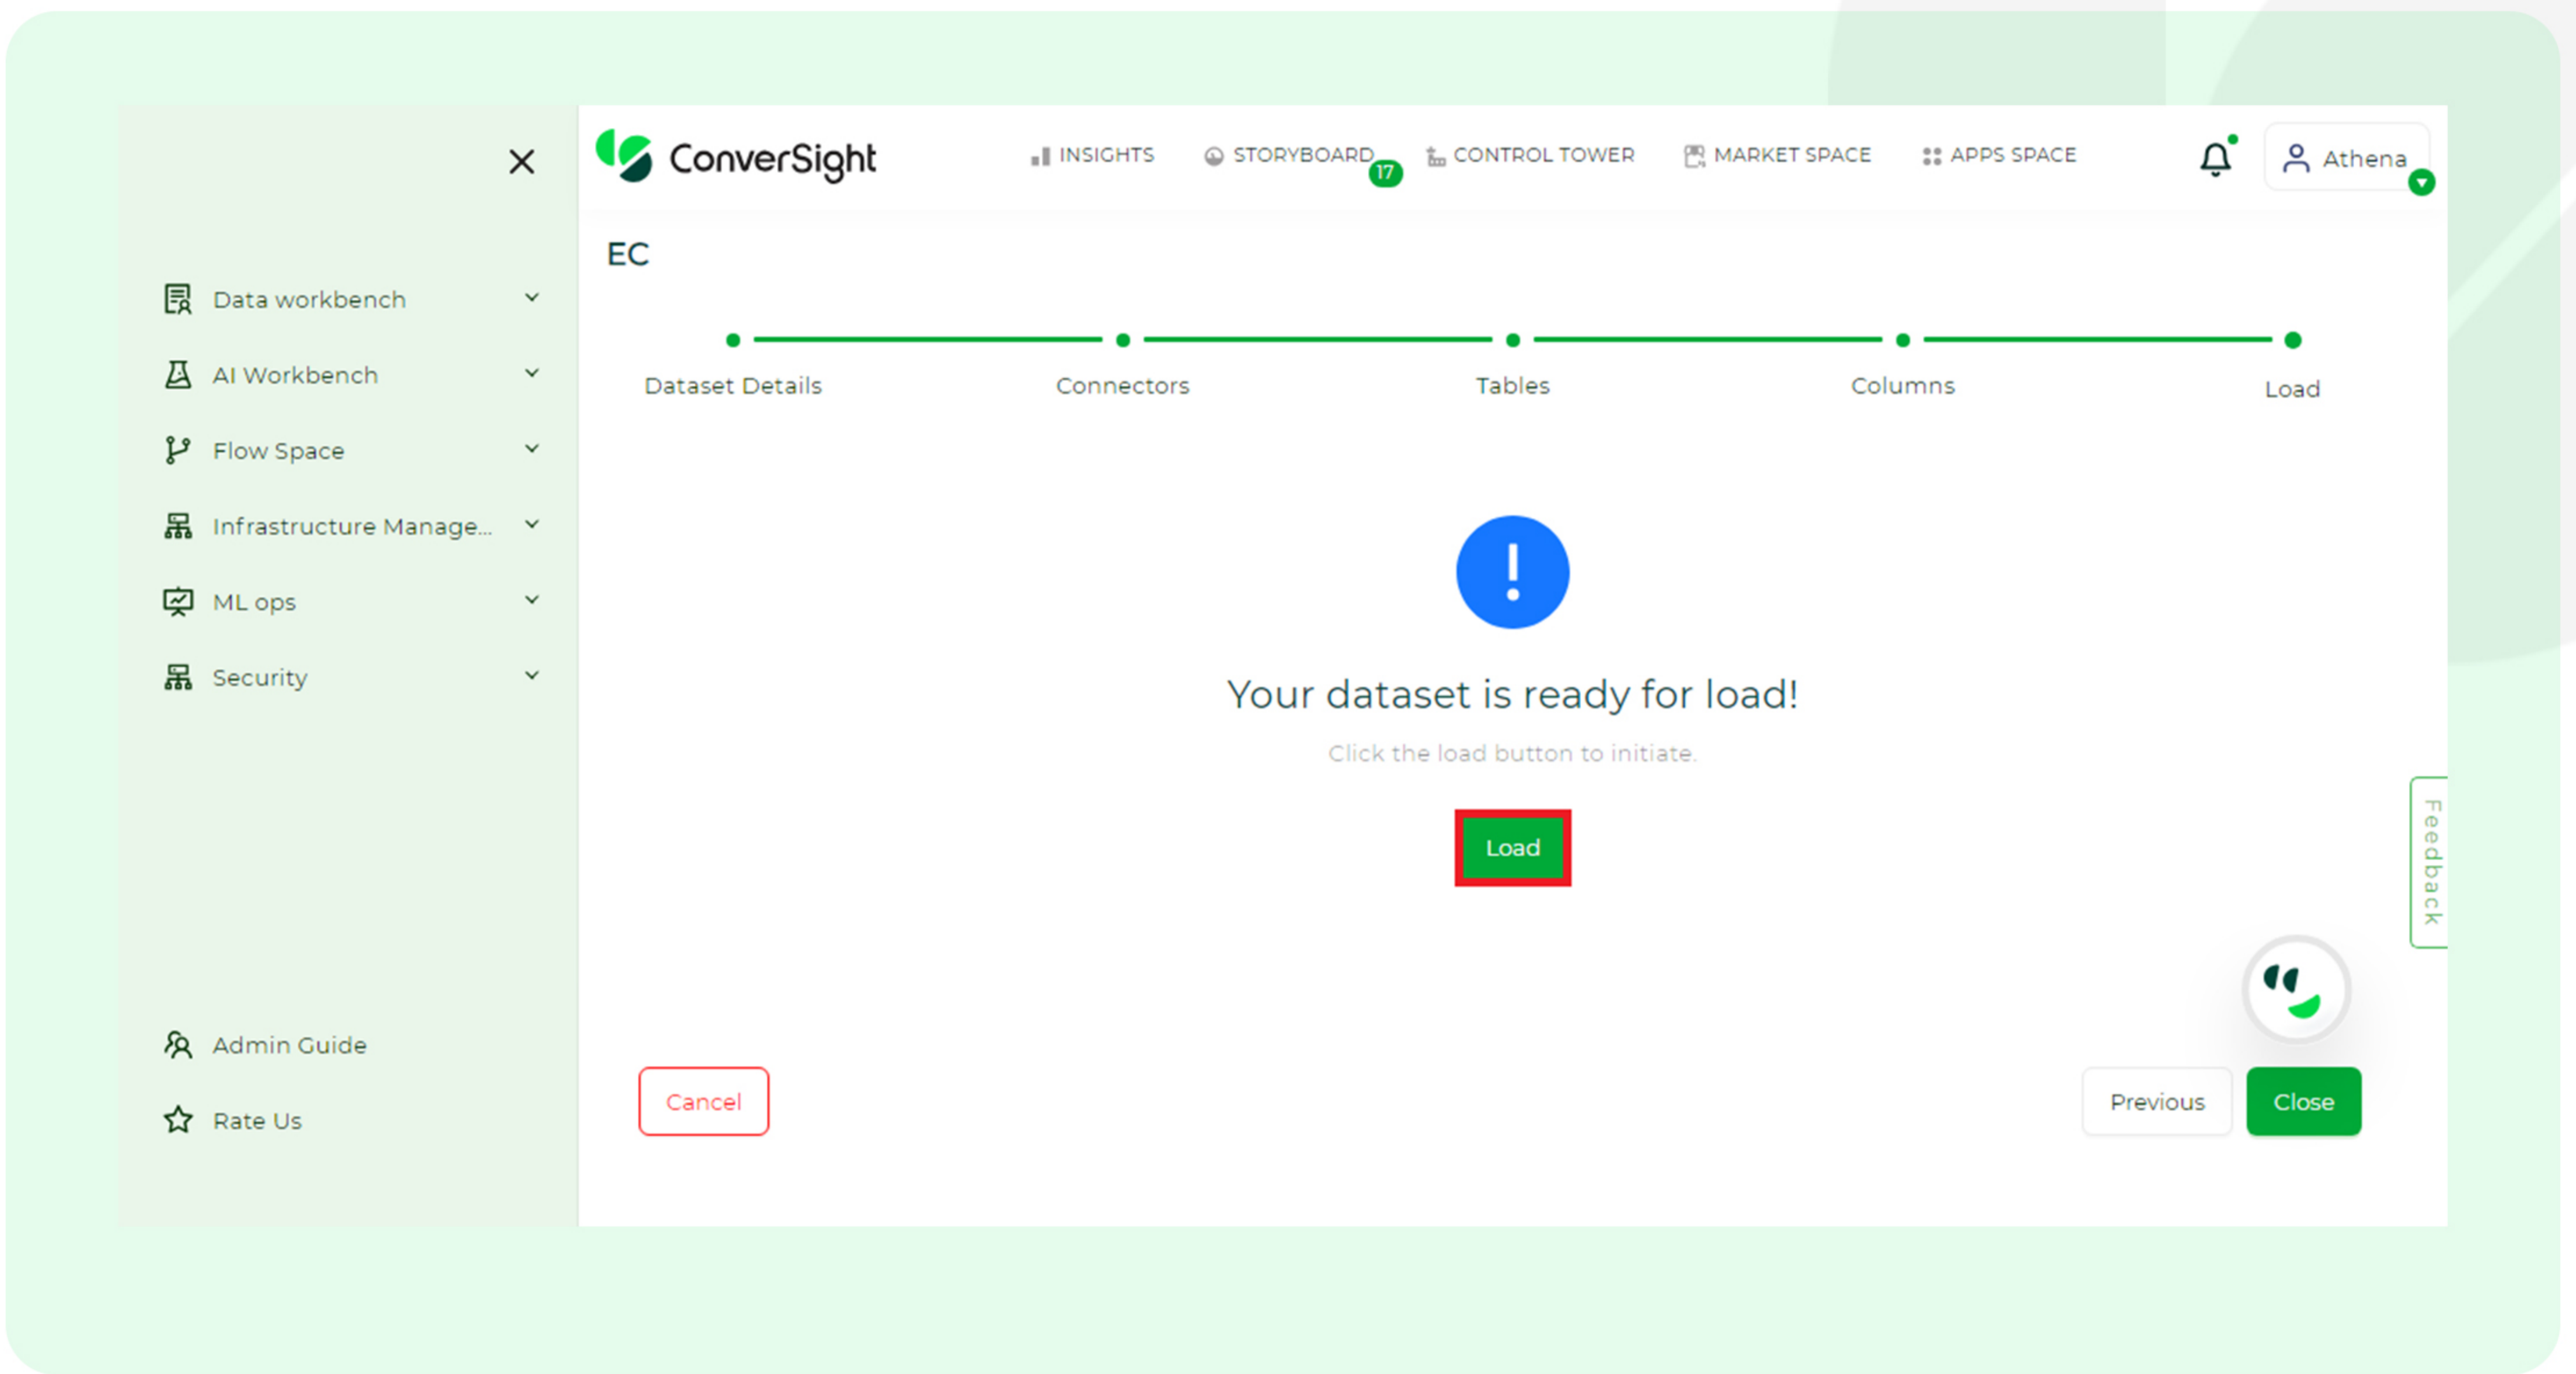 ConverSight
INSIGHTS
STORYBOARD
17
CONTROL TOWER
MARKET SPACE
APPS SPACE
Athena
Data workbench
AI Workbench
Flow Space
Infrastructure Manage...
ML ops
Security
Admin Guide
Rate Us
EC
Dataset Details
Connectors
Tables
Columns
Load
!
Your dataset is ready for load!
Click the load button to initiate.
Load
Feedback
Cancel
Previous
Close